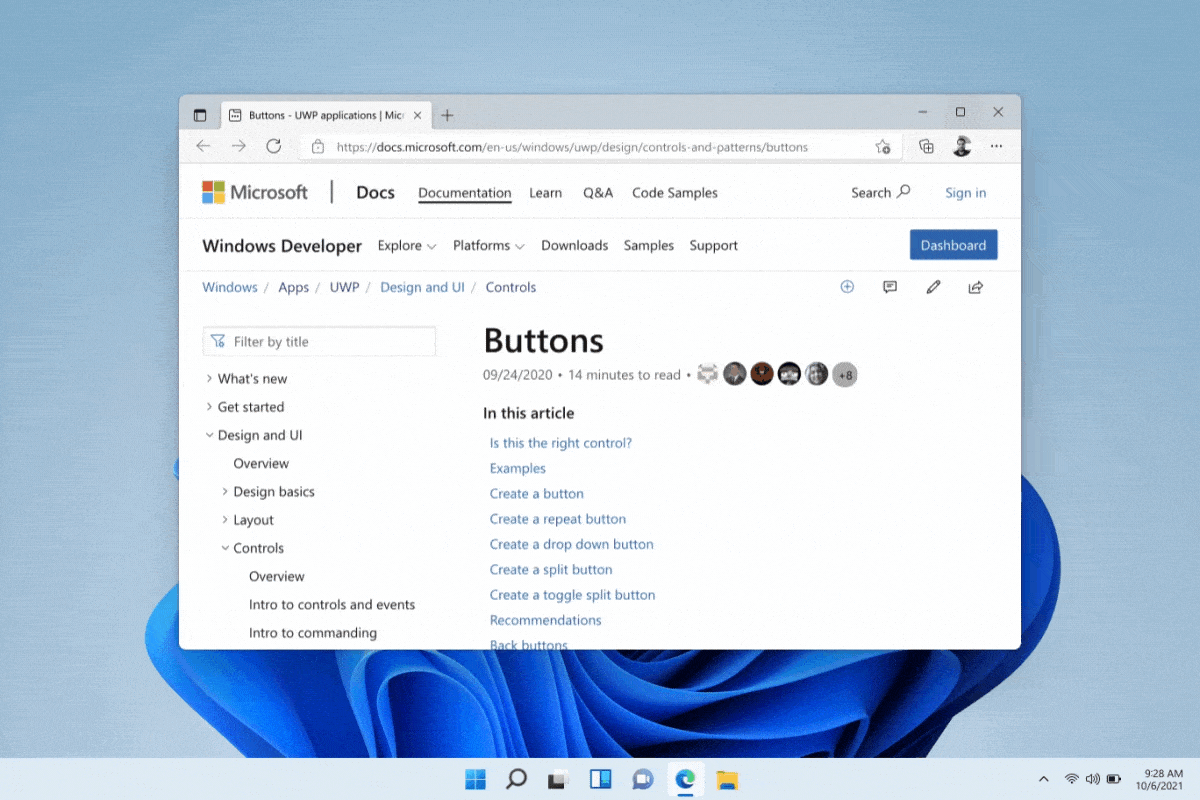 Buttons - UWP applications | Mic
https://docs.microsoft.com/en-us/windows/uwp/design/controls-and-patterns/buttons
Microsoft | Docs Documentation Learn Q&A Code Samples Search Sign in
Windows Developer Explore Platforms Downloads Samples Support Dashboard
Windows / Apps / UWP / Design and UI / Controls
Filter by title
What's new
Get started
Design and UI
Overview
Design basics
Layout
Controls
Overview
Intro to controls and events
Intro to commanding
Buttons
09/24/2020 • 14 minutes to read • +8
In this article
Is this the right control?
Examples
Create a button
Create a repeat button
Create a drop down button
Create a split button
Create a toggle split button
Recommendations
Back buttons
9:28 AM
10/6/2021